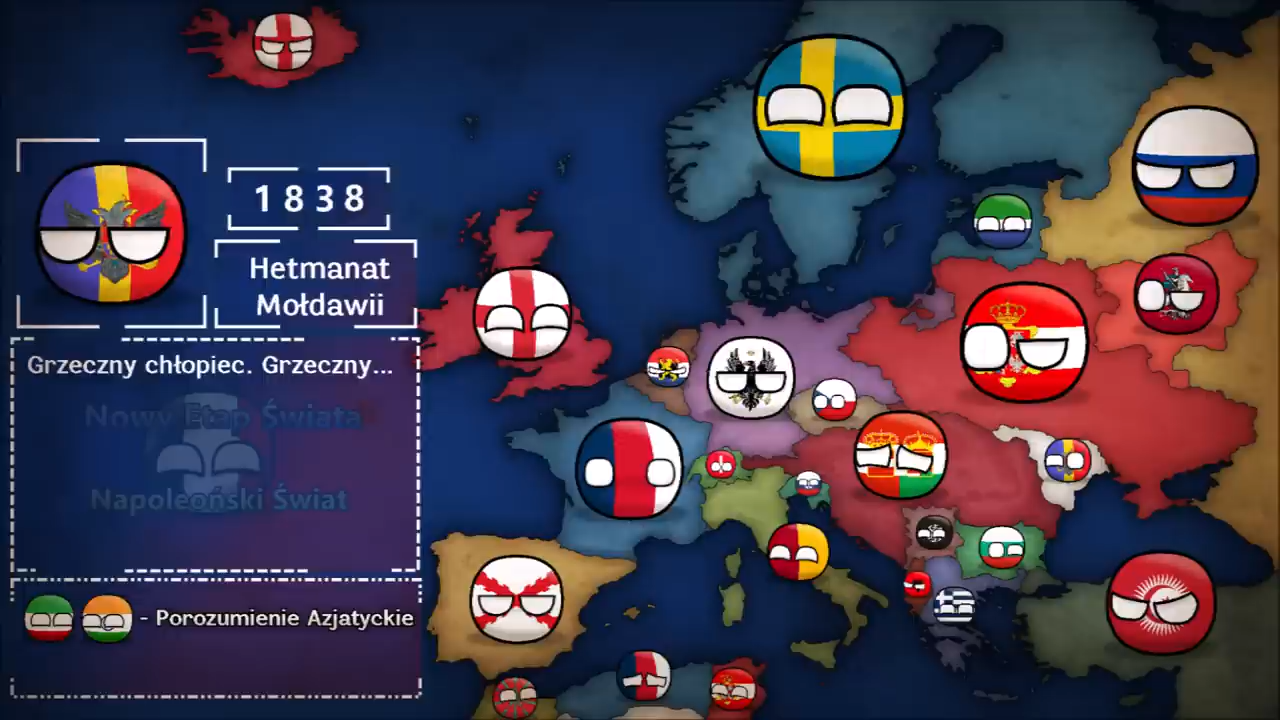 1838
Hetmanat
Mołdawii
Grzeczny chłopiec. Grzeczny...
Nowy Etap Świata
Napoleoński Świat
- Porozumienie Azjatyckie